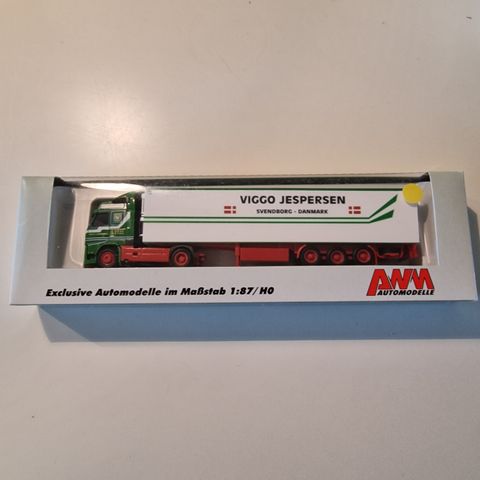 VIGGO JESPERSEN
SVENDBORG - DANMARK
Exclusive Automodelle im Maßstab 1:87/H0
AWM
AUTOMODELLE